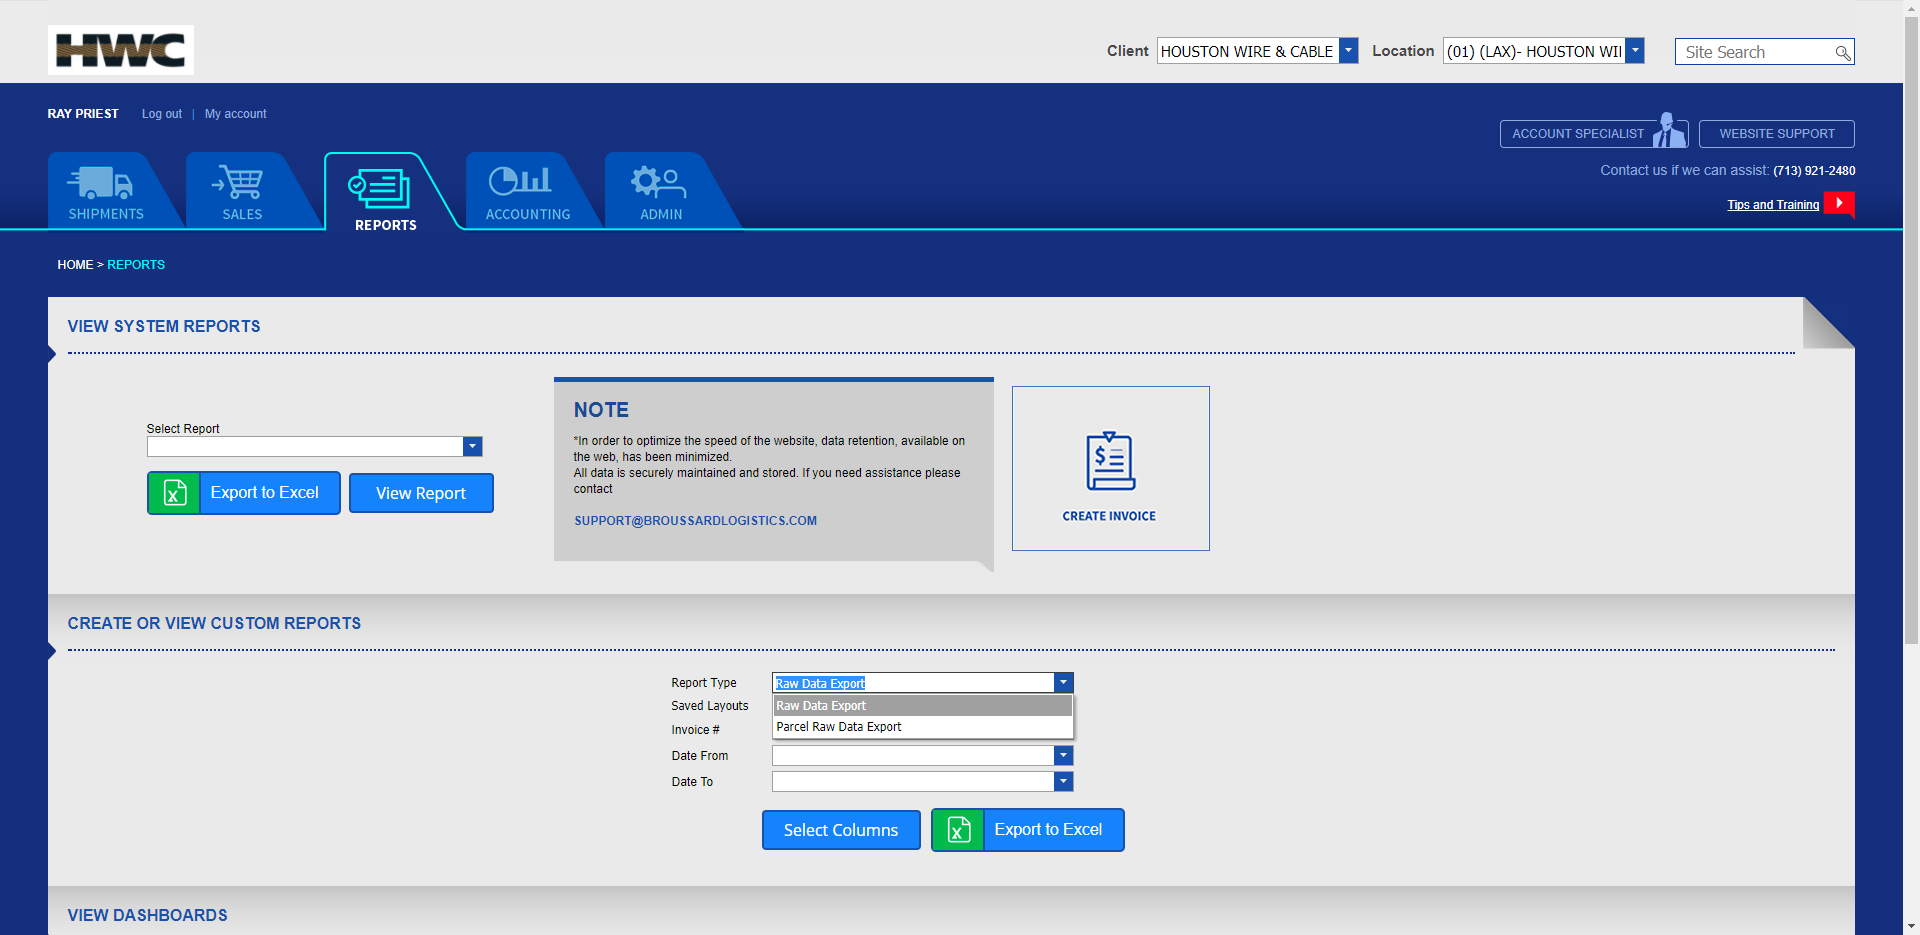 HWC
Client HOUSTON WIRE & CABLE Location (01) (LAX)- HOUSTON WII Site Search
RAY PRIEST Log out | My account
ACCOUNT SPECIALIST WEBSITE SUPPORT
Contact us if we can assist: (713) 921-2480
Tips and Training
SHIPMENTS SALES REPORTS ACCOUNTING ADMIN
HOME > REPORTS
VIEW SYSTEM REPORTS
Select Report
Export to Excel View Report
NOTE
*In order to optimize the speed of the website, data retention, available on
the web, has been minimized.
All data is securely maintained and stored. If you need assistance please
contact
SUPPORT@BROUSSARDLOGISTICS.COM
CREATE INVOICE
CREATE OR VIEW CUSTOM REPORTS
Report Type Raw Data Export
Saved Layouts Raw Data Export
Invoice # Parcel Raw Data Export
Date From
Date To
Select Columns Export to Excel
VIEW DASHBOARDS